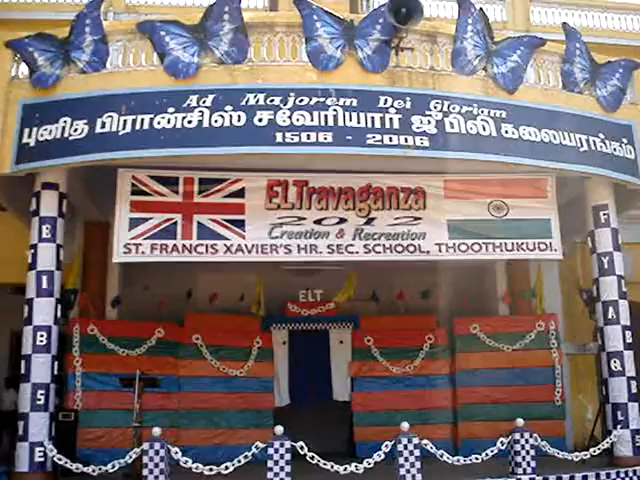 Ad Majorem Dei Gloriam
புனித பிரான்சிஸ் சவேரியார் ஜீபிலி கலையரங்கம்
1506 - 2006
ELTravaganza
2012
Creation & Recreation
ST. FRANCIS XAVIER'S HR. SEC. SCHOOL, THOOTHUKUDI.
ELT